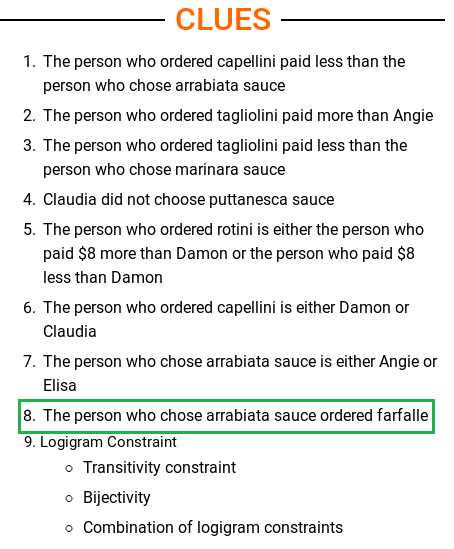 CLUES
1. The person who ordered capellini paid less than the
person who chose arrabiata sauce
2. The person who ordered tagliolini paid more than Angie
3. The person who ordered tagliolini paid less than the
person who chose marinara sauce
4. Claudia did not choose puttanesca sauce
5. The person who ordered rotini is either the person who
paid $8 more than Damon or the person who paid $8
less than Damon
6. The person who ordered capellini is either Damon or
Claudia
7. The person who chose arrabiata sauce is either Angie or
Elisa
8. The person who chose arrabiata sauce ordered farfalle
9. Logigram Constraint
○ Transitivity constraint
○ Bijectivity
○ Combination of logigram constraints